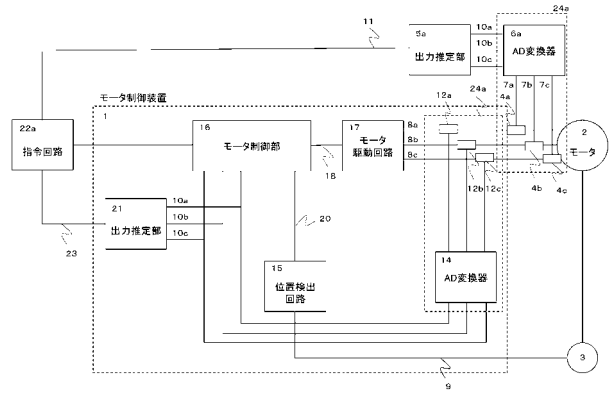 24a
11
5a
出力推定部
10a
10b
10c
6a
AD変換器
7a
7b
7c
モータ制御装置
1
22a
指令回路
16
モータ制御部
18
17
モータ
駆動回路
8a
8b
8c
12a
24a
4a
12b
12c
4b
4c
2
モータ
21
出力推定部
10a
10b
10c
23
20
15
位置検出
回路
14
AD変換器
9
3